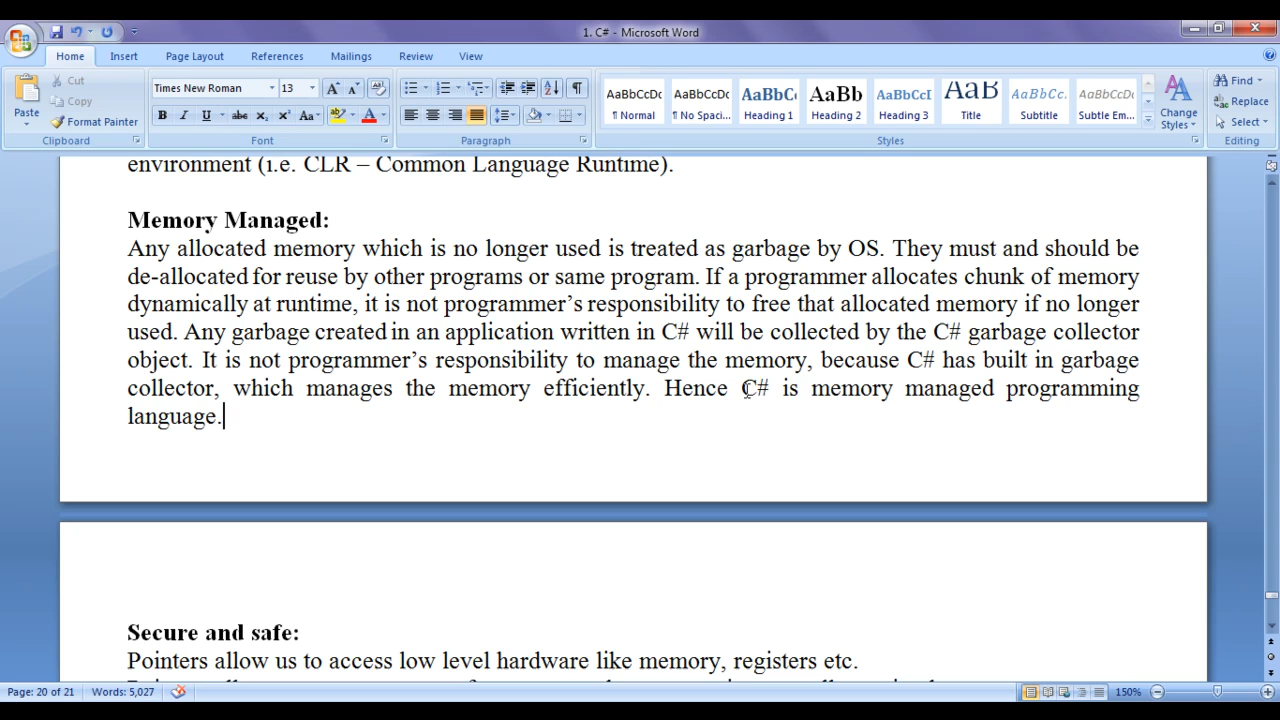 1. C# - Microsoft Word
Home Insert Page Layout References Mailings Review View
Paste
Cut
Copy
Format Painter
Clipboard
Times New Roman 13
Font
Paragraph
AaBbCcDc AaBbCcDc AaBbC AaBb AaBbCcI AaB AaBbCc. AaBbCcDc
¶ Normal ¶ No Spaci... Heading 1 Heading 2 Heading 3 Title Subtitle Subtle Em...
Change Styles
Styles
Find
Replace
Select
Editing
environment (i.e. CLR – Common Language Runtime).
Memory Managed:
Any allocated memory which is no longer used is treated as garbage by OS. They must and should be
de-allocated for reuse by other programs or same program. If a programmer allocates chunk of memory
dynamically at runtime, it is not programmer’s responsibility to free that allocated memory if no longer
used. Any garbage created in an application written in C# will be collected by the C# garbage collector
object. It is not programmer’s responsibility to manage the memory, because C# has built in garbage
collector, which manages the memory efficiently. Hence C# is memory managed programming
language.
Secure and safe:
Pointers allow us to access low level hardware like memory, registers etc.
Page: 20 of 21 Words: 5,027 150%